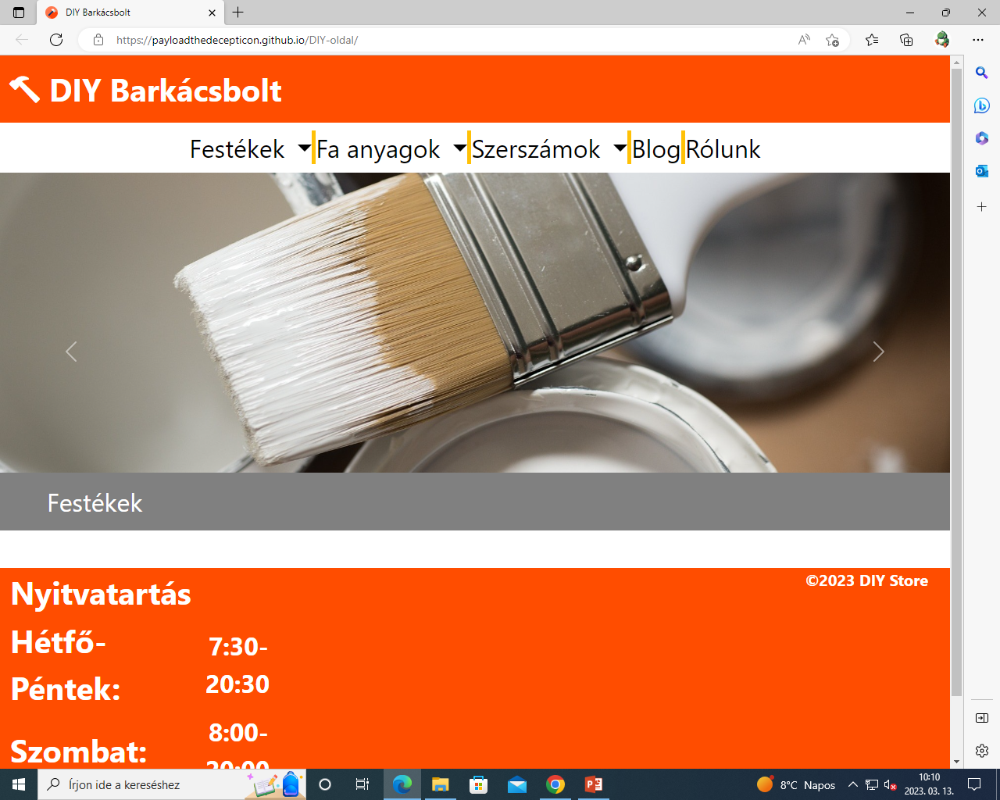 DIY Barkácsbolt
https://payloadthedecepticon.github.io/DIY-oldal/
DIY Barkácsbolt
Festékek Fa anyagok Szerszámok Blog Rólunk
Festékek
Nyitvatartás
©2023 DIY Store
Hétfő-
Péntek:
7:30-
20:30
Szombat:
8:00-
20:00
Írjon ide a kereséshez
8°C Napos
10:10
2023. 03. 13.